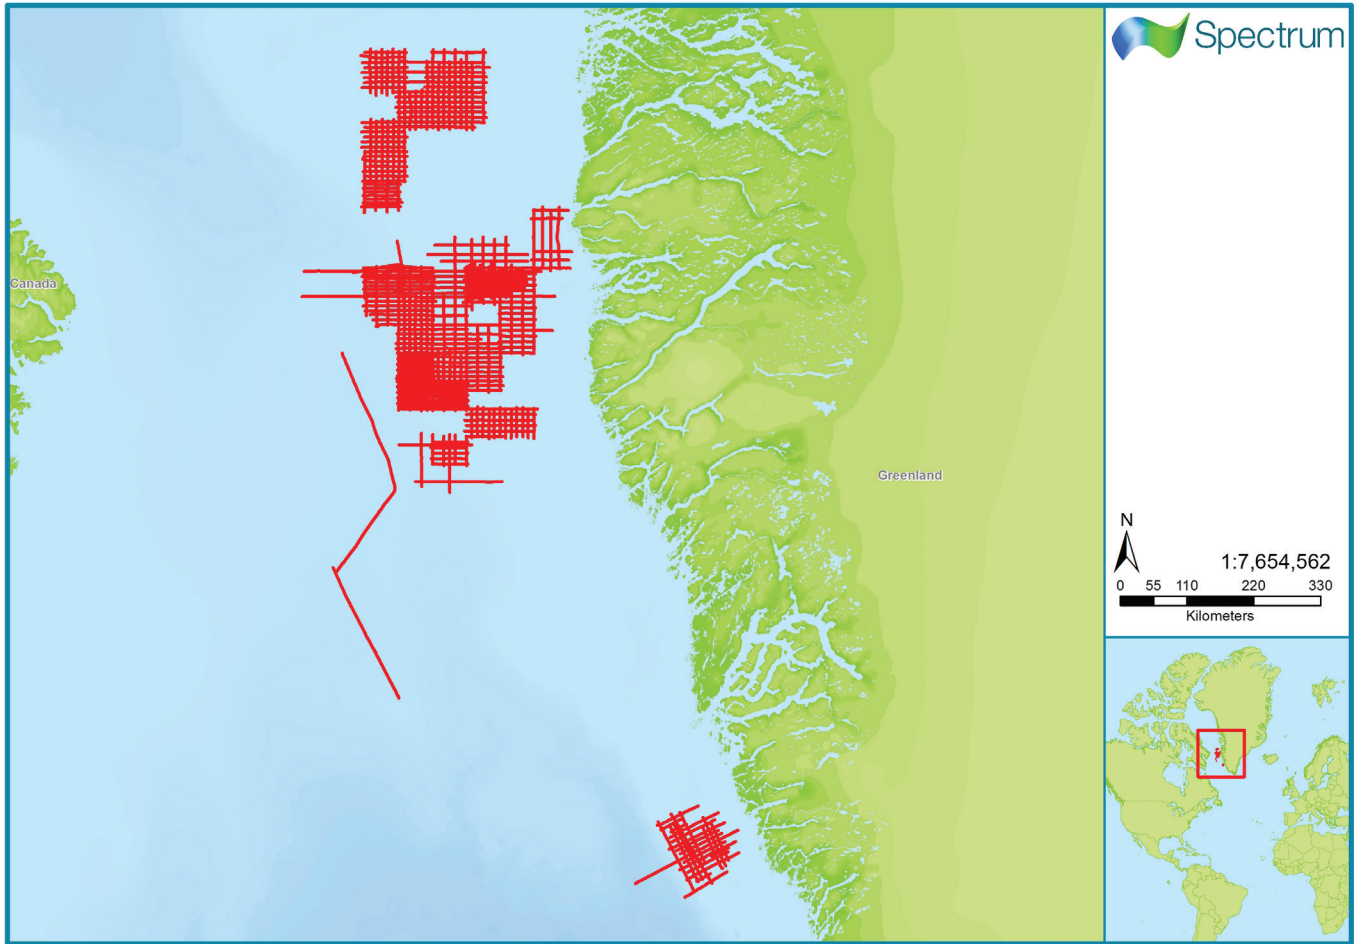 Spectrum
Canada
Greenland
N
1:7,654,562
0 55 110 220 330
Kilometers